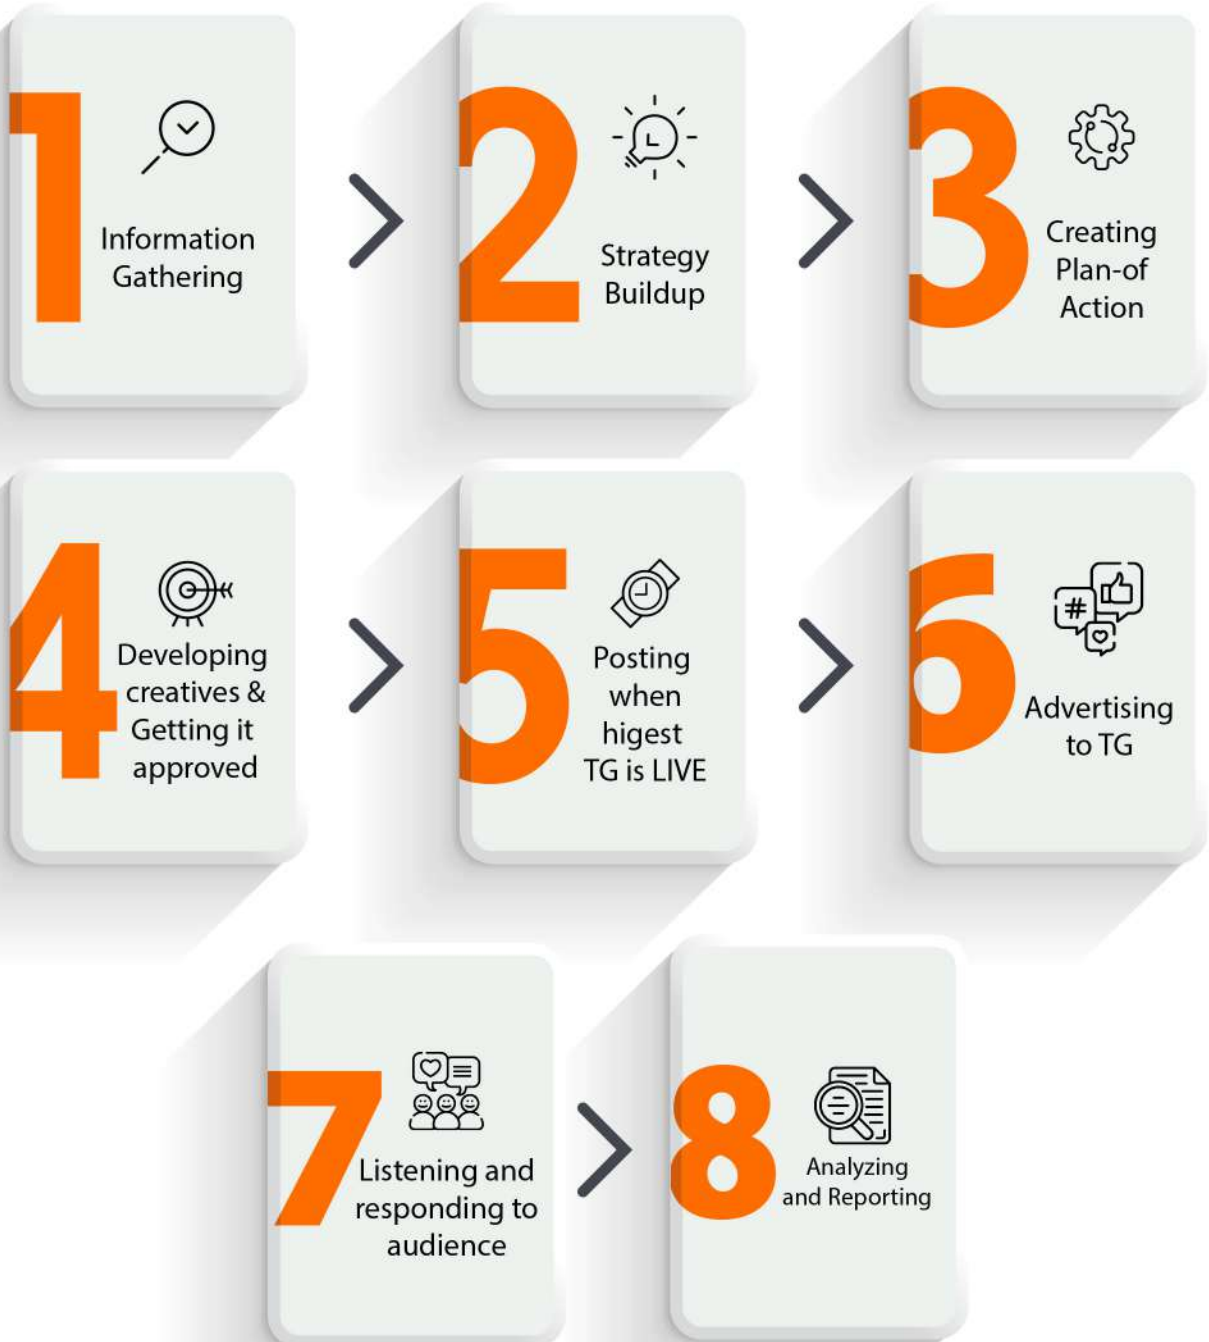 1
Information
Gathering
2
Strategy
Buildup
3
Creating
Plan-of
Action
4
Developing
creatives &
Getting it
approved
5
Posting
when
higest
TG is LIVE
6
#
Advertising
to TG
7
Listening and
responding to
audience
8
Analyzing
and Reporting